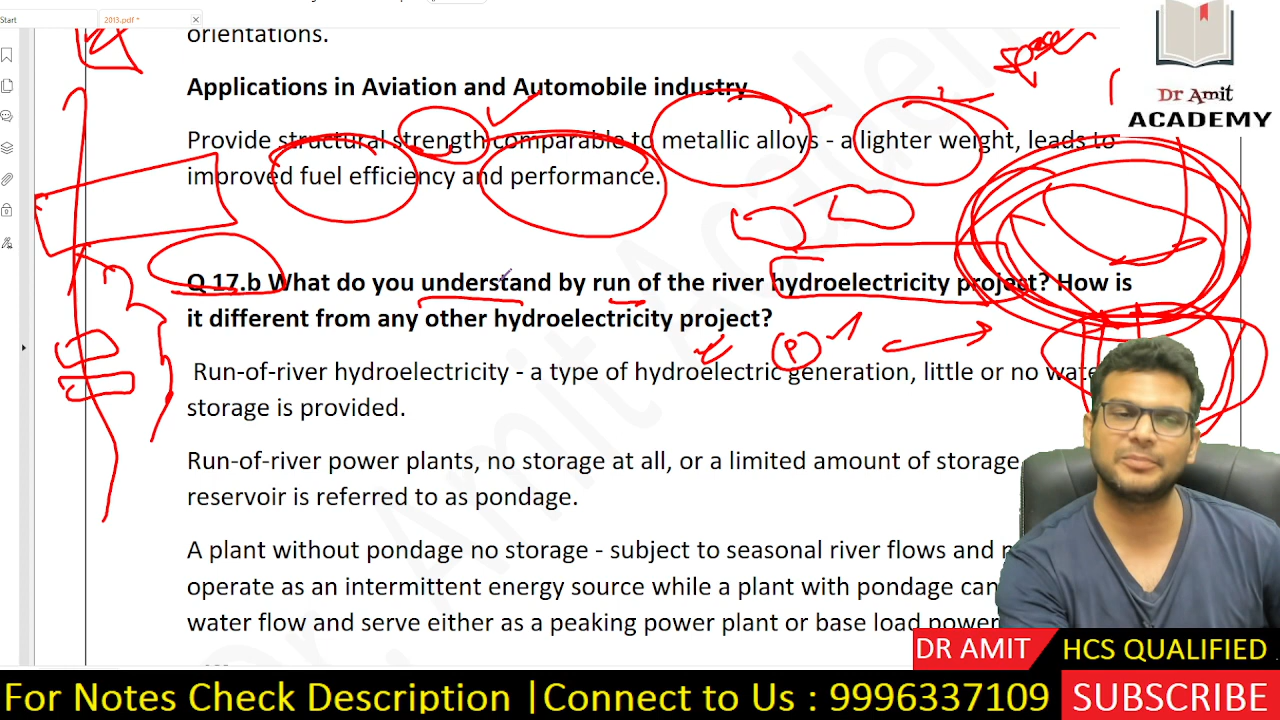 Start
2013.pdf *
orientations.
Dr Amit
ACADEMY
Applications in Aviation and Automobile industry
Provide structural strength comparable to metallic alloys - a lighter weight, leads to
improved fuel efficiency and performance.
Q 17.b What do you understand by run of the river hydroelectricity project? How is
it different from any other hydroelectricity project?
P
Run-of-river hydroelectricity - a type of hydroelectric generation, little or no
storage is provided.
Run-of-river power plants, no storage at all, or a limited amount of storage
reservoir is referred to as pondage.
A plant without pondage no storage - subject to seasonal river flows and
operate as an intermittent energy source while a plant with pondage can
water flow and serve either as a peaking power plant or base load power
DR AMIT HCS QUALIFIED
For Notes Check Description |Connect to Us : 9996337109 SUBSCRIBE